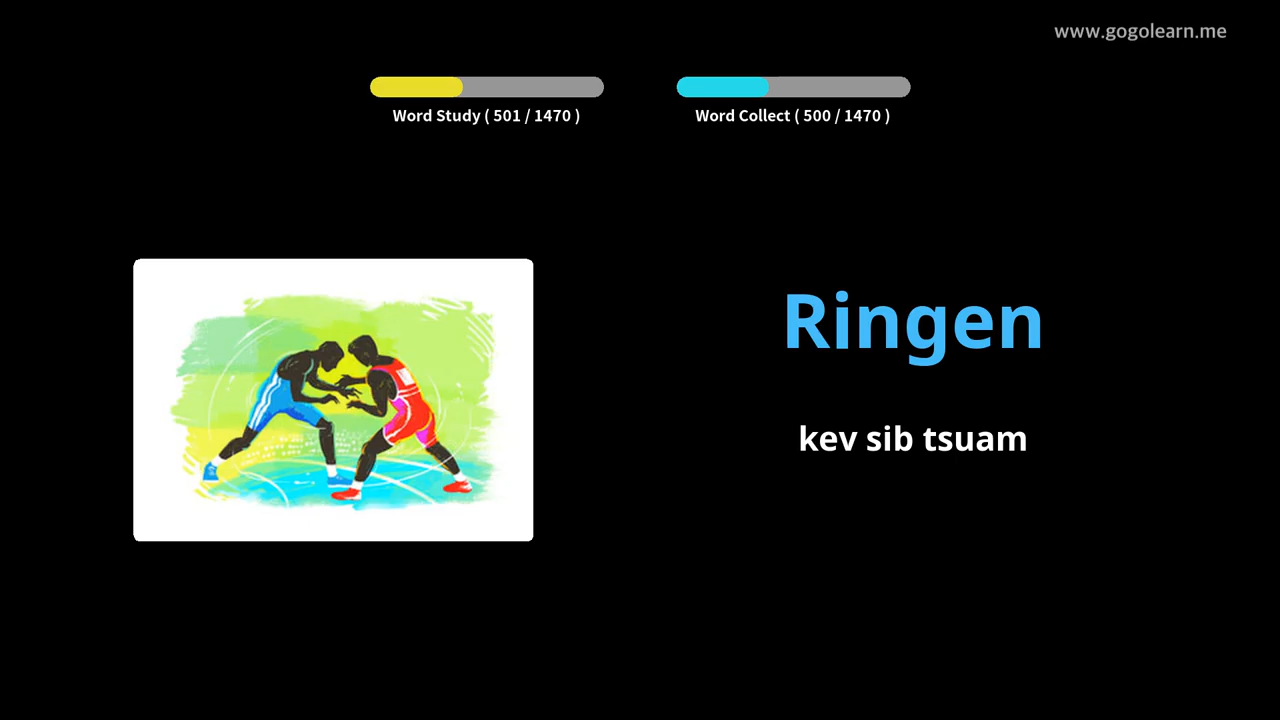 www.gogolearn.me
Word Study ( 501 / 1470 )
Word Collect ( 500 / 1470 )
Ringen
kev sib tsuam